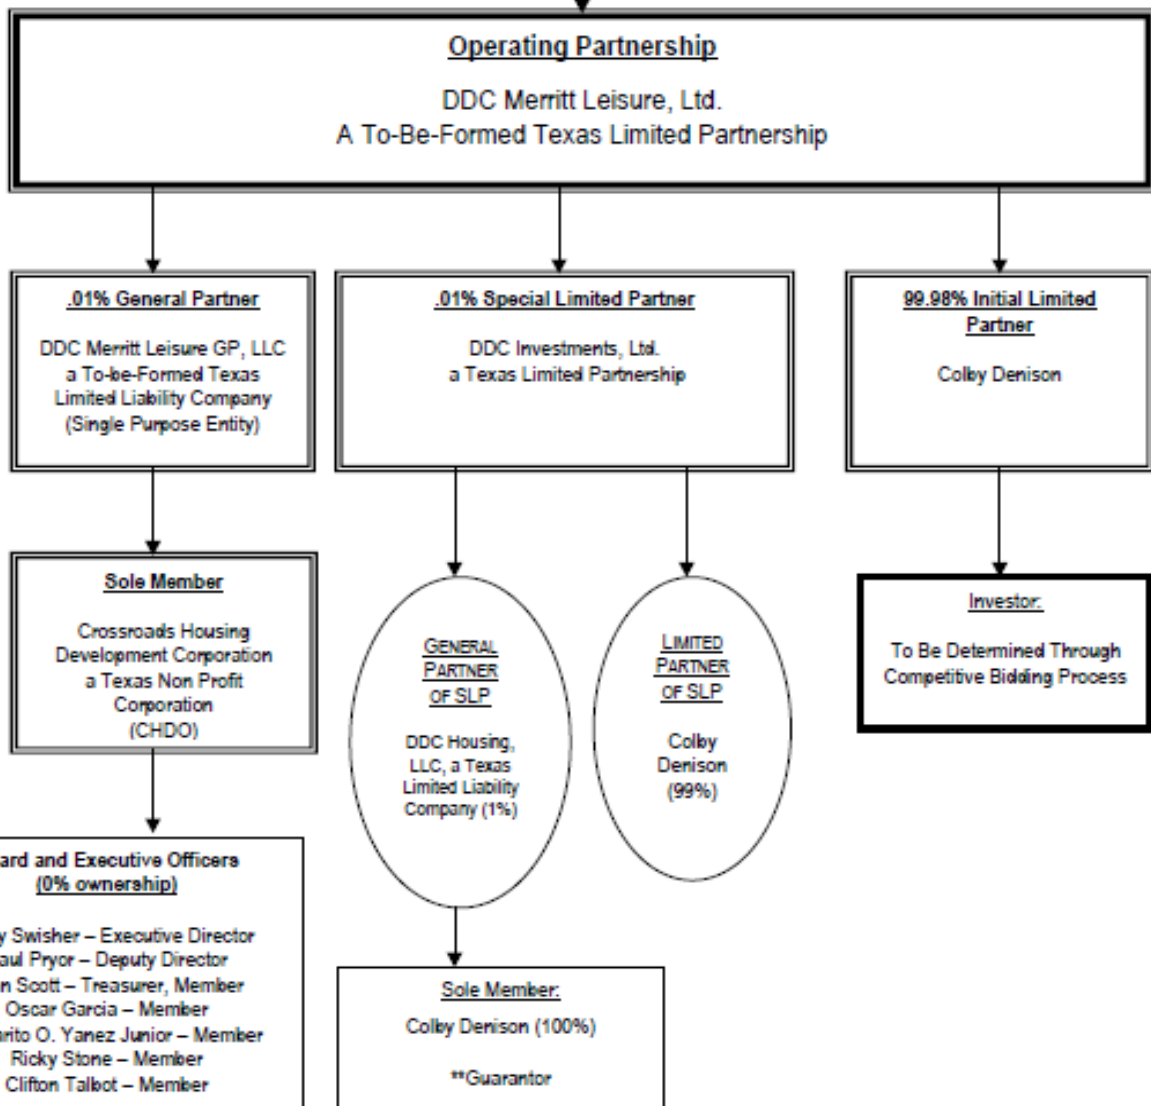 Operating Partnership
DDC Merritt Leisure, Ltd.
A To-Be-Formed Texas Limited Partnership
.01% General Partner
DDC Merritt Leisure GP, LLC
a To-be-Formed Texas
Limited Liability Company
(Single Purpose Entity)
.01% Special Limited Partner
DDC Investments, Ltd.
a Texas Limited Partnership
99.98% Initial Limited
Partner
Colby Denison
Sole Member
Crossroads Housing
Development Corporation
a Texas Non Profit
Corporation
(CHDO)
GENERAL
PARTNER
OF SLP
DDC Housing,
LLC, a Texas
Limited Liability
Company (1%)
LIMITED
PARTNER
OF SLP
Colby
Denison
(99%)
Investor:
To Be Determined Through
Competitive Bidding Process
and Executive Officers
(0% ownership)
Swisher – Executive Director
Pryor – Deputy Director
Scott – Treasurer, Member
Oscar Garcia – Member
O. Yanez Junior – Member
Ricky Stone – Member
Clifton Talbot – Member
Sole Member:
Colby Denison (100%)
**Guarantor